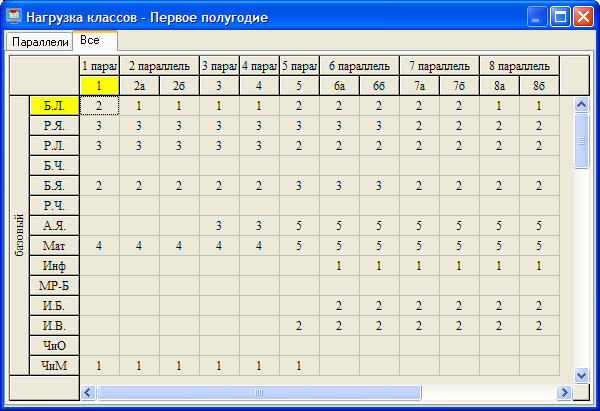 Нагрузка классов - Первое полугодие
Параллели Все
1 парал 2 параллель 3 парал 4 парал 5 парал 6 параллель 7 параллель 8 параллель
1 2а 2б 3 4 5 6а 6б 7а 7б 8а 8б
базовый
Б.Л. 2 1 1 1 1 2 2 2 2 2 1 1
Р.Я. 3 3 3 3 3 3 3 3 2 2 2 2
Р.Л. 3 3 3 3 3 2 2 2 2 2 2 2
Б.Ч.
Б.Я. 2 2 2 2 2 3 3 3 2 2 2 2
Р.Ч.
А.Я. 3 3 5 5 5 5 5 5 5
Мат 4 4 4 4 4 5 5 5 5 5 5 5
Инф 1 1 1 1 1 1
МР-Б
И.Б. 2 2 2 2 2 2
И.В. 2 2 2 2 2 2 2
ЧиО
ЧиМ 1 1 1 1 1 1